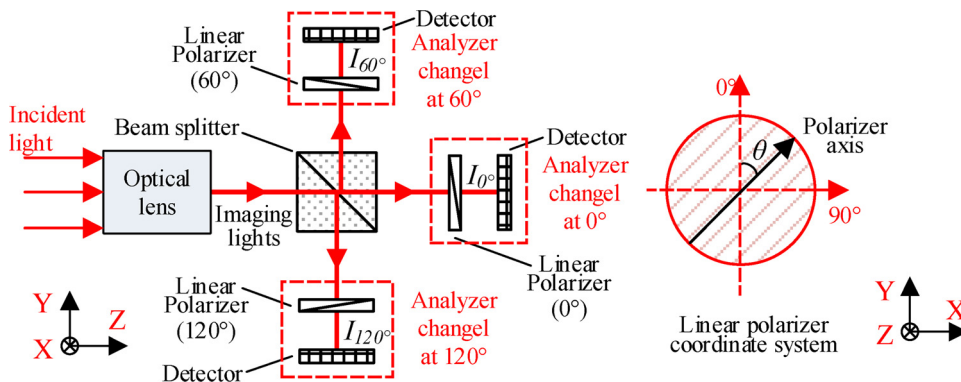 Incident
light
Optical
lens
Beam splitter
Imaging
lights
Linear
Polarizer
(60°)
I60°
Detector
Analyzer
changel
at 60°
I0°
Detector
Analyzer
changel
at 0°
Linear
Polarizer
(0°)
Linear
Polarizer
(120°)
I120°
Detector
Analyzer
changel
at 120°
Y
X
Z
0°
θ
Polarizer
axis
90°
Linear polarizer
coordinate system
Y
Z
X